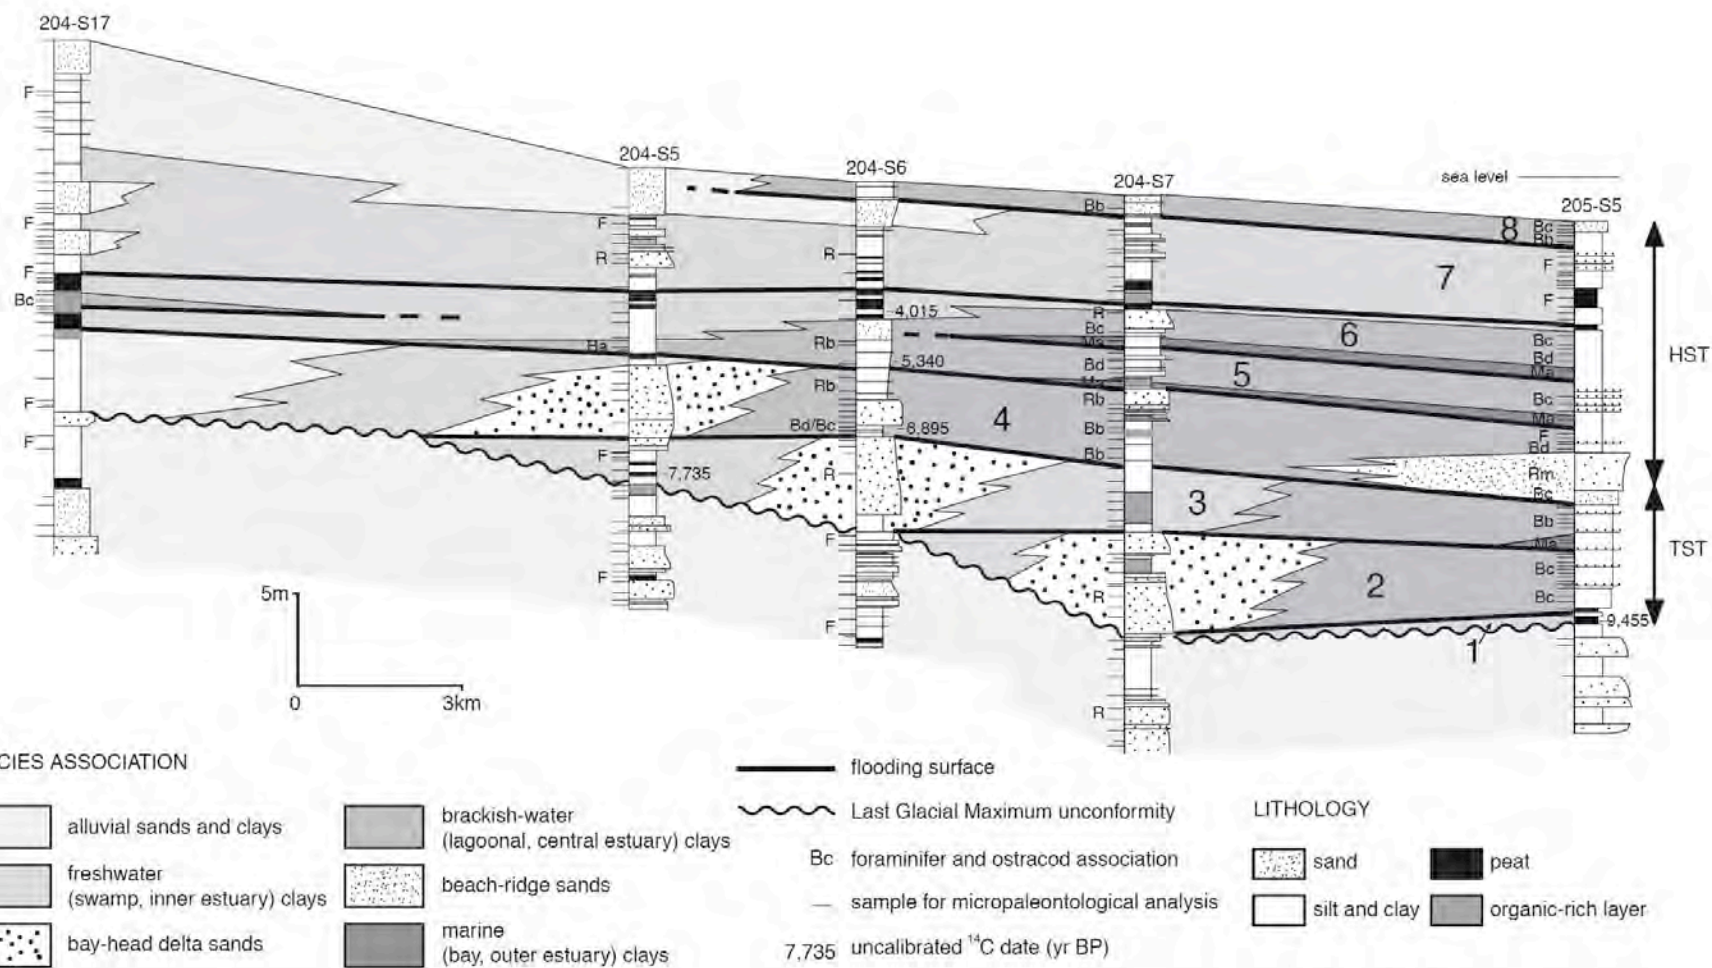 204-S17
204-S5
204-S6
204-S7
sea level
205-S5
F
F
F
Bc
F
F
F
R
Ba
F
7,735
F
R
4,015
Rb
5,340
Rb
Bd/Bc
6,895
R
F
F
Bb
R
Bc
Ma
Bd
Rb
Bb
Bb
R
R
8
7
6
5
4
3
2
1
Bc
Bb
F
F
Bc
Bd
Ma
Bc
Ma
F
Bd
Rm
Bc
Bb
Ma
Bc
Bc
9,455
HST
TST
5m
0
3km
CIES ASSOCIATION
alluvial sands and clays
freshwater
(swamp, inner estuary) clays
bay-head delta sands
brackish-water
(lagoonal, central estuary) clays
beach-ridge sands
marine
(bay, outer estuary) clays
flooding surface
Last Glacial Maximum unconformity
Bc foraminifer and ostracod association
sample for micropaleontological analysis
7,735 uncalibrated ¹⁴C date (yr BP)
LITHOLOGY
sand
peat
silt and clay
organic-rich layer